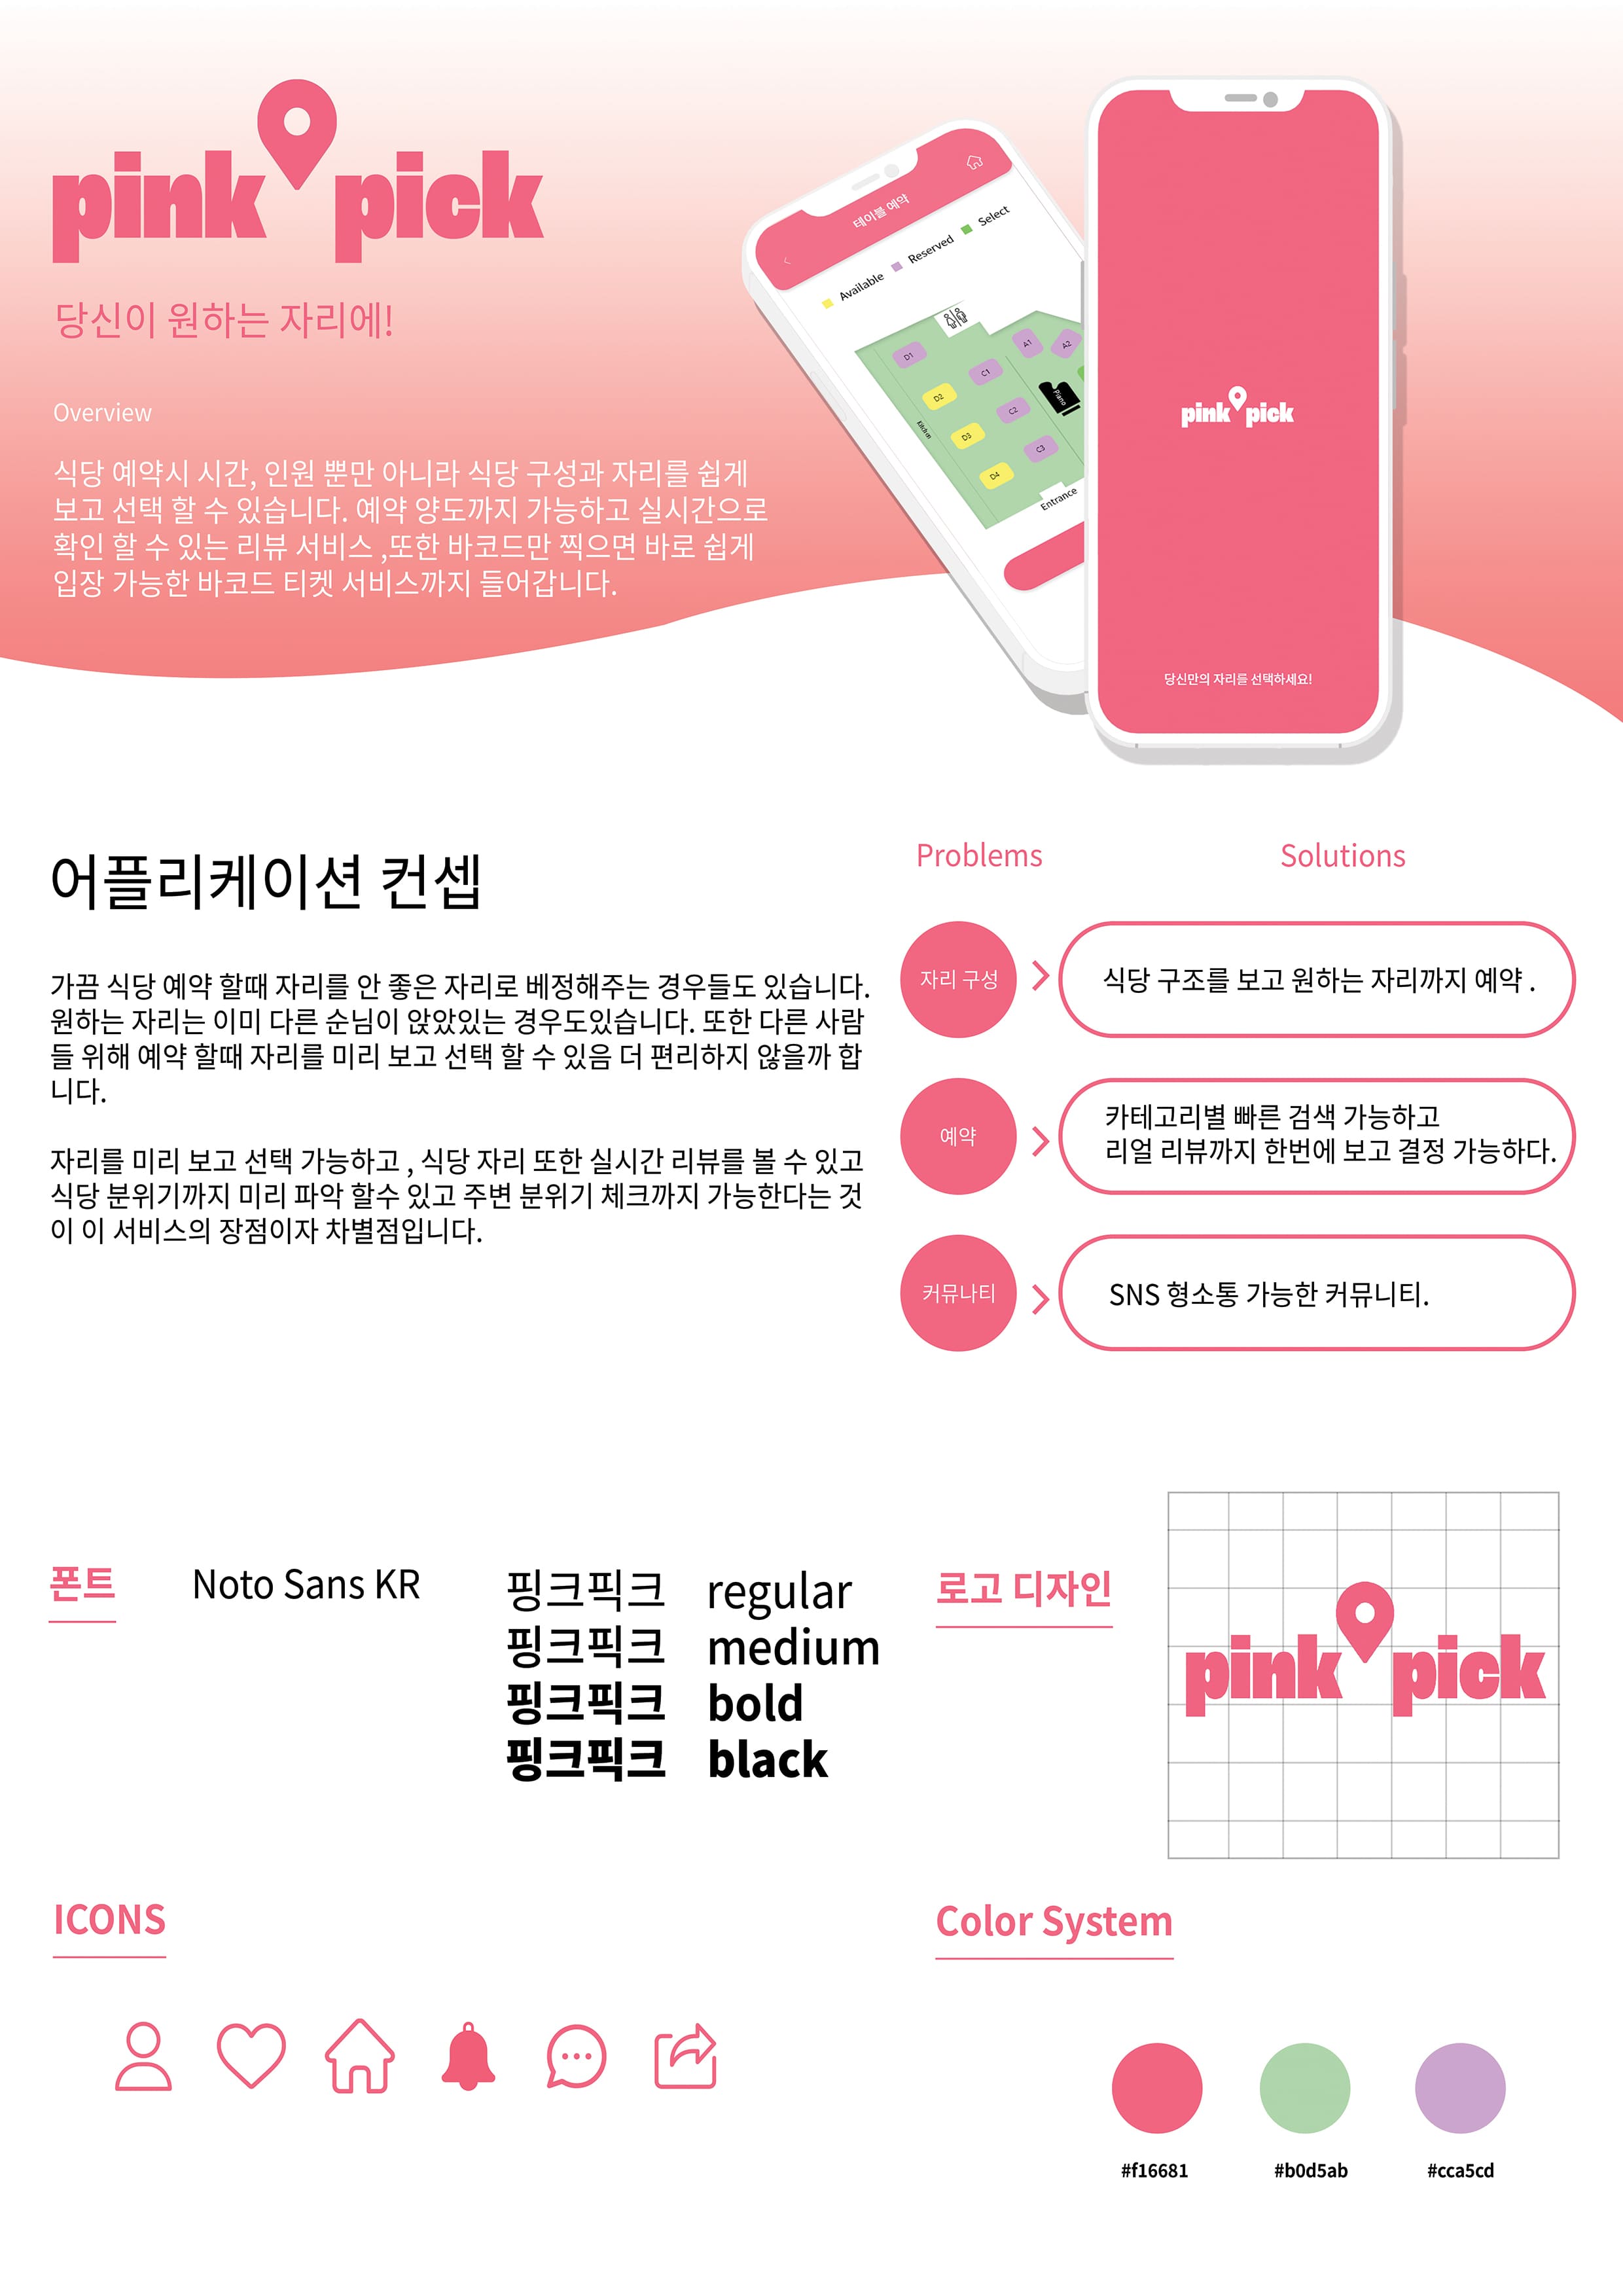 pink pick
당신이 원하는 자리에!
Overview
식당 예약시 시간, 인원 뿐만 아니라 식당 구성과 자리를 쉽게
보고 선택 할 수 있습니다. 예약 양도까지 가능하고 실시간으로
확인 할 수 있는 리뷰 서비스 ,또한 바코드만 찍으면 바로 쉽게
입장 가능한 바코드 티켓 서비스까지 들어갑니다.
테이블 예약
Available
Reserved
Select
D1
C1
A1
A2
D2
C2
Piano
Kitchen
D3
C3
D4
Entrance
pink pick
당신만의 자리를 선택하세요!
어플리케이션 컨셉
가끔 식당 예약 할때 자리를 안 좋은 자리로 베정해주는 경우들도 있습니다.
원하는 자리는 이미 다른 순님이 앉았있는 경우도있습니다. 또한 다른 사람
들 위해 예약 할때 자리를 미리 보고 선택 할 수 있음 더 편리하지 않을까 합
니다.
자리를 미리 보고 선택 가능하고 , 식당 자리 또한 실시간 리뷰를 볼 수 있고
식당 분위기까지 미리 파악 할수 있고 주변 분위기 체크까지 가능한다는 것
이 이 서비스의 장점이자 차별점입니다.
Problems
Solutions
자리 구성
식당 구조를 보고 원하는 자리까지 예약 .
예약
카테고리별 빠른 검색 가능하고
리얼 리뷰까지 한번에 보고 결정 가능하다.
커뮤나티
SNS 형소통 가능한 커뮤니티.
폰트
Noto Sans KR
핑크픽크 regular
핑크픽크 medium
핑크픽크 bold
핑크픽크 black
로고 디자인
pink pick
ICONS
Color System
#f16681
#b0d5ab
#cca5cd